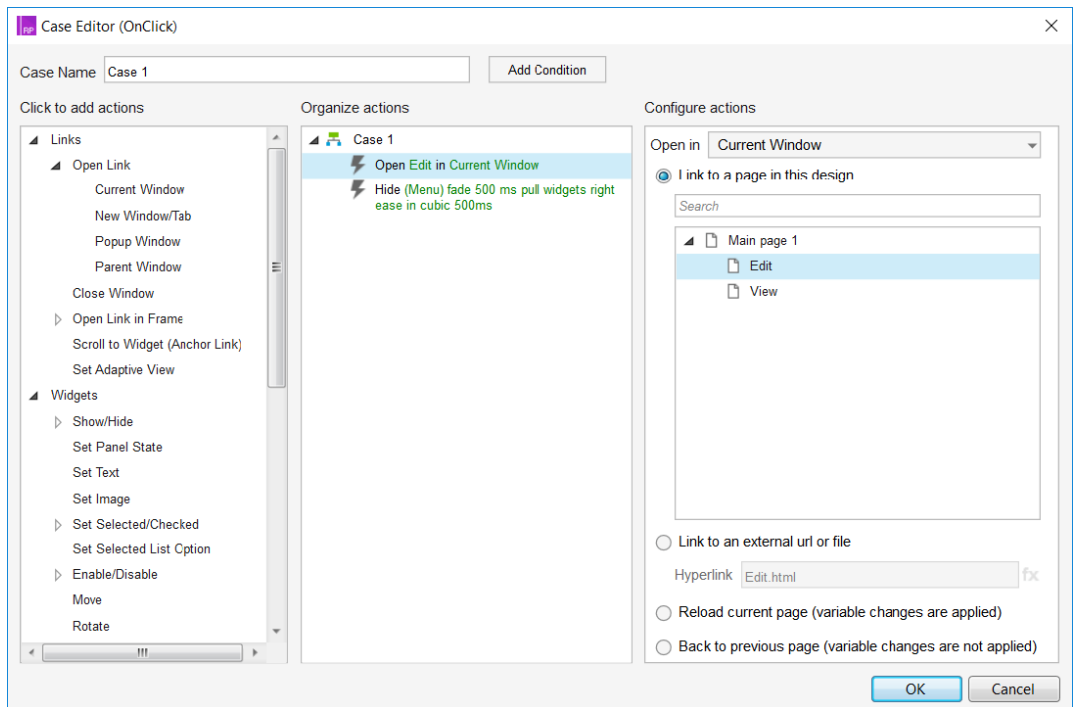 RP Case Editor (OnClick)
Case Name Case 1 Add Condition
Click to add actions
Links
Open Link
Current Window
New Window/Tab
Popup Window
Parent Window
Close Window
Open Link in Frame
Scroll to Widget (Anchor Link)
Set Adaptive View
Widgets
Show/Hide
Set Panel State
Set Text
Set Image
Set Selected/Checked
Set Selected List Option
Enable/Disable
Move
Rotate
Organize actions
Case 1
Open Edit in Current Window
Hide (Menu) fade 500 ms pull widgets right
ease in cubic 500ms
Configure actions
Open in Current Window
Link to a page in this design
Search
Main page 1
Edit
View
Link to an external url or file
Hyperlink Edit.html fx
Reload current page (variable changes are applied)
Back to previous page (variable changes are not applied)
OK Cancel